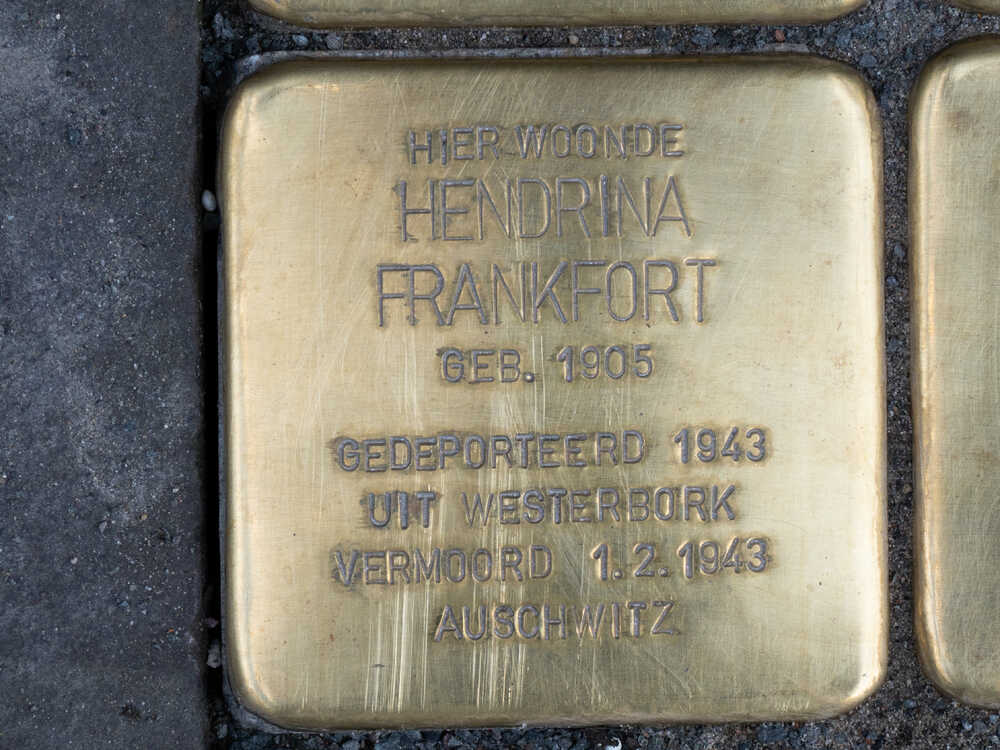 HIER WOONDE
HENDRINA
FRANKFORT
GEB. 1905
GEDEPORTEERD 1943
UIT WESTERBORK
VERMOORD 1.2.1943
AUSCHWITZ